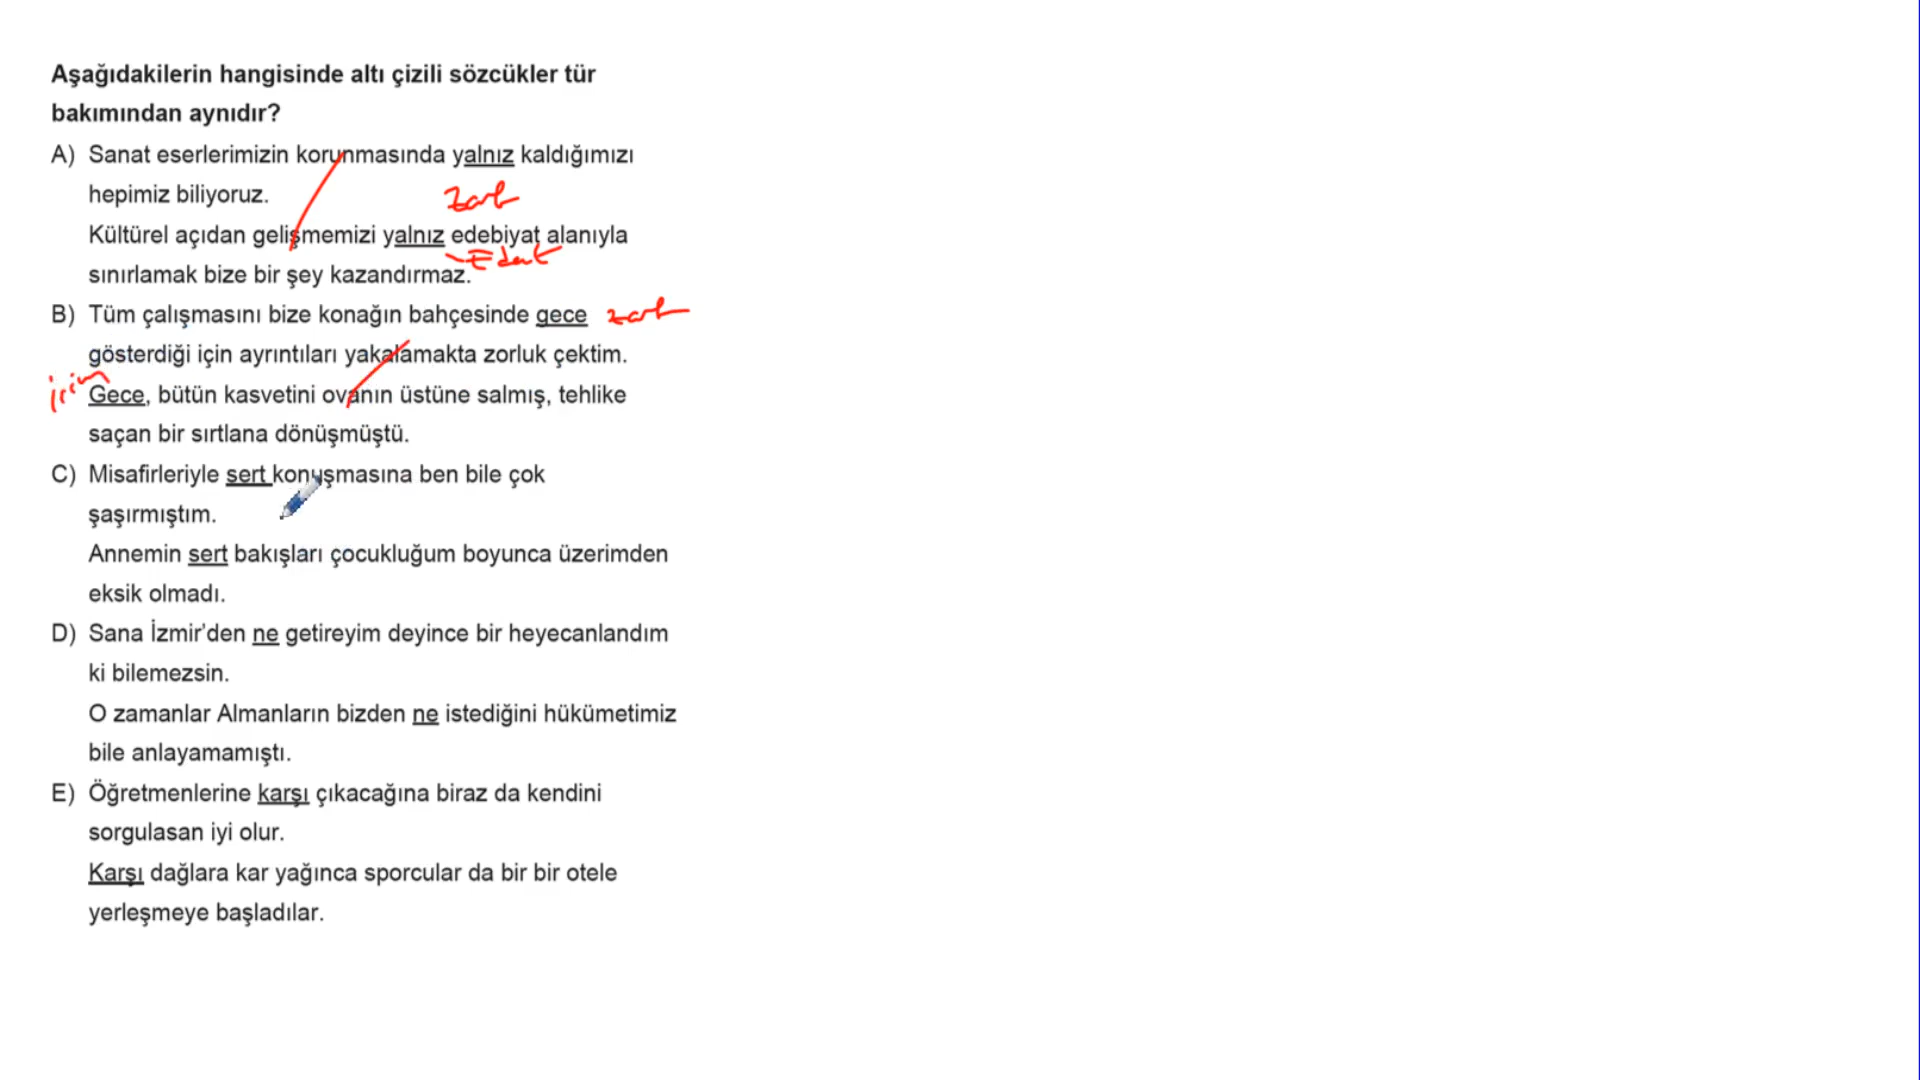 Aşağıdakilerin hangisinde altı çizili sözcükler tür
bakımından aynıdır?
A) Sanat eserlerimizin korunmasında yalnız kaldığımızı
hepimiz biliyoruz.
zarf
Kültürel açıdan gelişmemizi yalnız edebiyat alanıyla
Edat
sınırlamak bize bir şey kazandırmaz.
B) Tüm çalışmasını bize konağın bahçesinde gece zarf
gösterdiği için ayrıntıları yakalamakta zorluk çektim.
isim
Gece, bütün kasvetini ovanın üstüne salmış, tehlike
saçan bir sırtlana dönüşmüştü.
C) Misafirleriyle sert konuşmasına ben bile çok
şaşırmıştım.
Annemin sert bakışları çocukluğum boyunca üzerimden
eksik olmadı.
D) Sana İzmir'den ne getireyim deyince bir heyecanlandım
ki bilemezsin.
O zamanlar Almanların bizden ne istediğini hükümetimiz
bile anlayamamıştı.
E) Öğretmenlerine karşı çıkacağına biraz da kendini
sorgulasan iyi olur.
Karşı dağlara kar yağınca sporcular da bir bir otele
yerleşmeye başladılar.